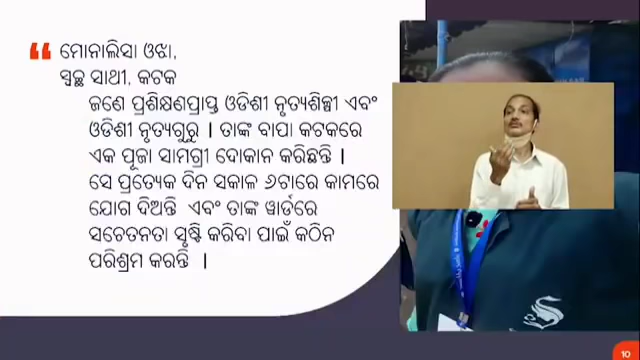 ମୋନାଲିସା ଓଝା,
ସ୍ୱଚ୍ଛ ସାଥୀ, କଟକ
ଜଣେ ପ୍ରଶିକ୍ଷଣପ୍ରାପ୍ତ ଓଡିଶୀ ନୃତ୍ୟଶିଳ୍ପୀ ଏବଂ
ଓଡିଶୀ ନୃତ୍ୟଗୁରୁ । ତାଙ୍କ ବାପା କଟକରେ
ଏକ ପୂଜା ସାମଗ୍ରୀ ଦୋକାନ କରିଛନ୍ତି ।
ସେ ପ୍ରତ୍ୟେକ ଦିନ ସକାଳ ୬ଟାରେ କାମରେ
ଯୋଗ ଦିଅନ୍ତି ଏବଂ ତାଙ୍କ ୱାର୍ଡରେ
ସଚେତନତା ସୃଷ୍ଟି କରିବା ପାଇଁ କଠିନ
ପରିଶ୍ରମ କରନ୍ତି ।
10